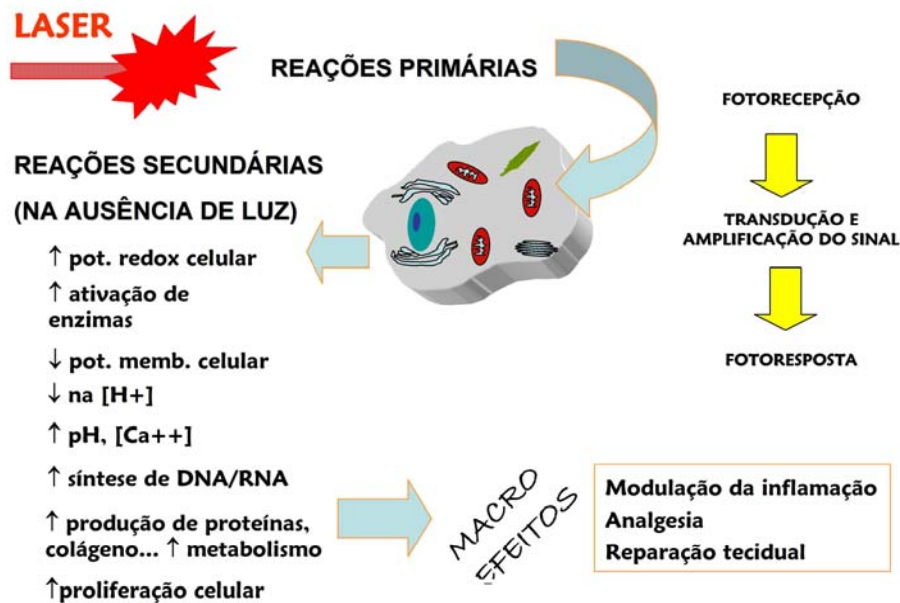 LASER
REAÇÕES PRIMÁRIAS
FOTORECEPÇÃO
TRANSDUÇÃO E
AMPLIFICAÇÃO DO SINAL
FOTORESPOSTA
REAÇÕES SECUNDÁRIAS
(NA AUSÊNCIA DE LUZ)
↑ pot. redox celular
↑ ativação de
enzimas
↓ pot. memb. celular
↓ na [H+]
↑ pH, [Ca++]
↑ síntese de DNA/RNA
↑ produção de proteínas,
colágeno... ↑ metabolismo
↑proliferação celular
MACRO
EFEITOS
Modulação da inflamação
Analgesia
Reparação tecidual